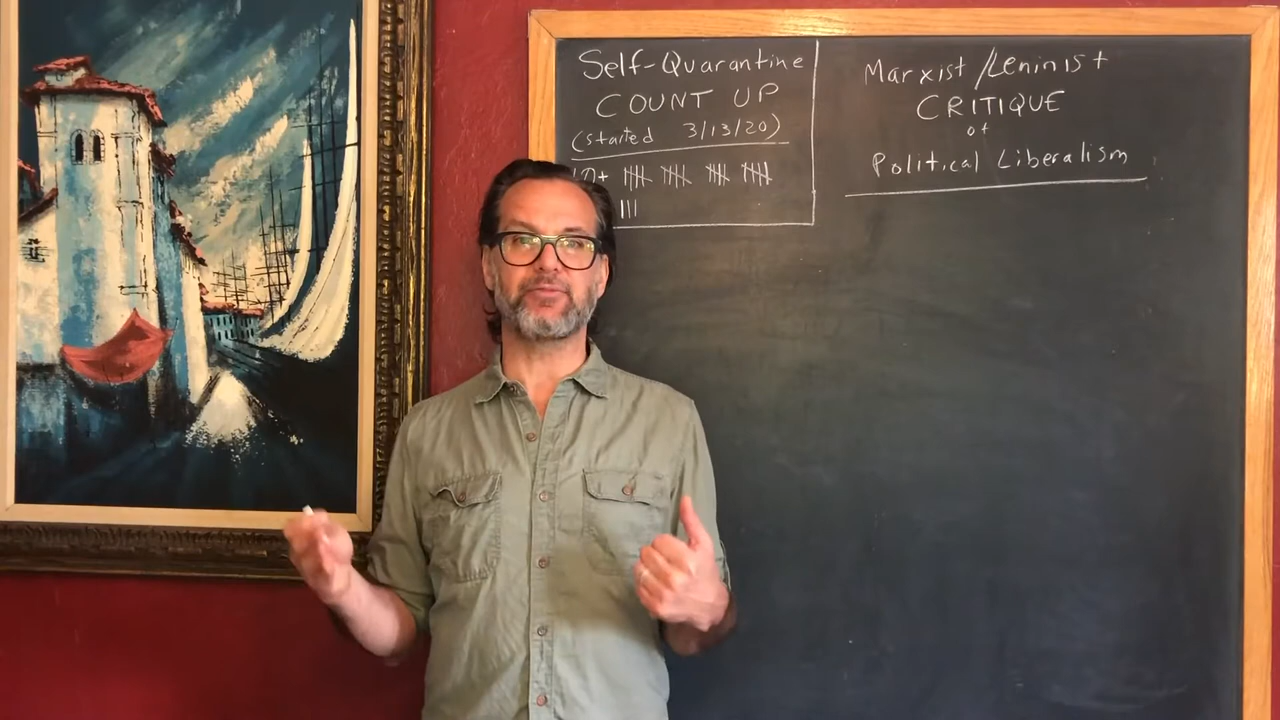 Self-Quarantine
COUNT UP
(started 3/13/20)
Marxist/Leninist
CRITIQUE
of
Political Liberalism